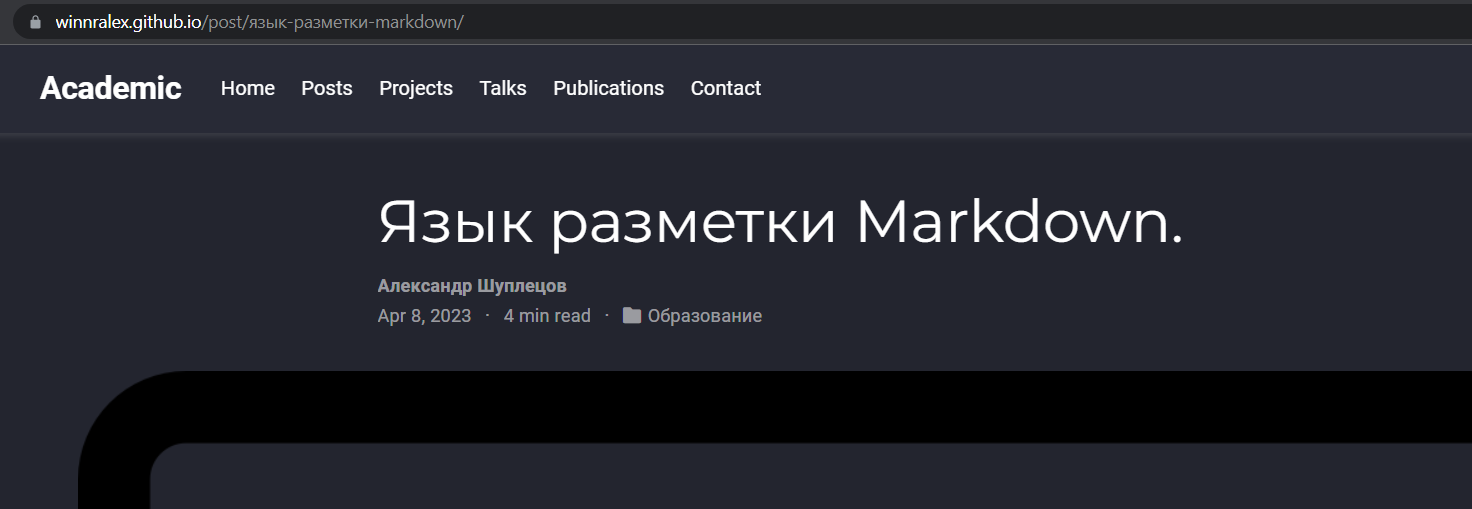 winnralex.github.io/post/язык-разметки-markdown/
Academic Home Posts Projects Talks Publications Contact
Язык разметки Markdown.
Александр Шуплецов
Apr 8, 2023 · 4 min read · Образование